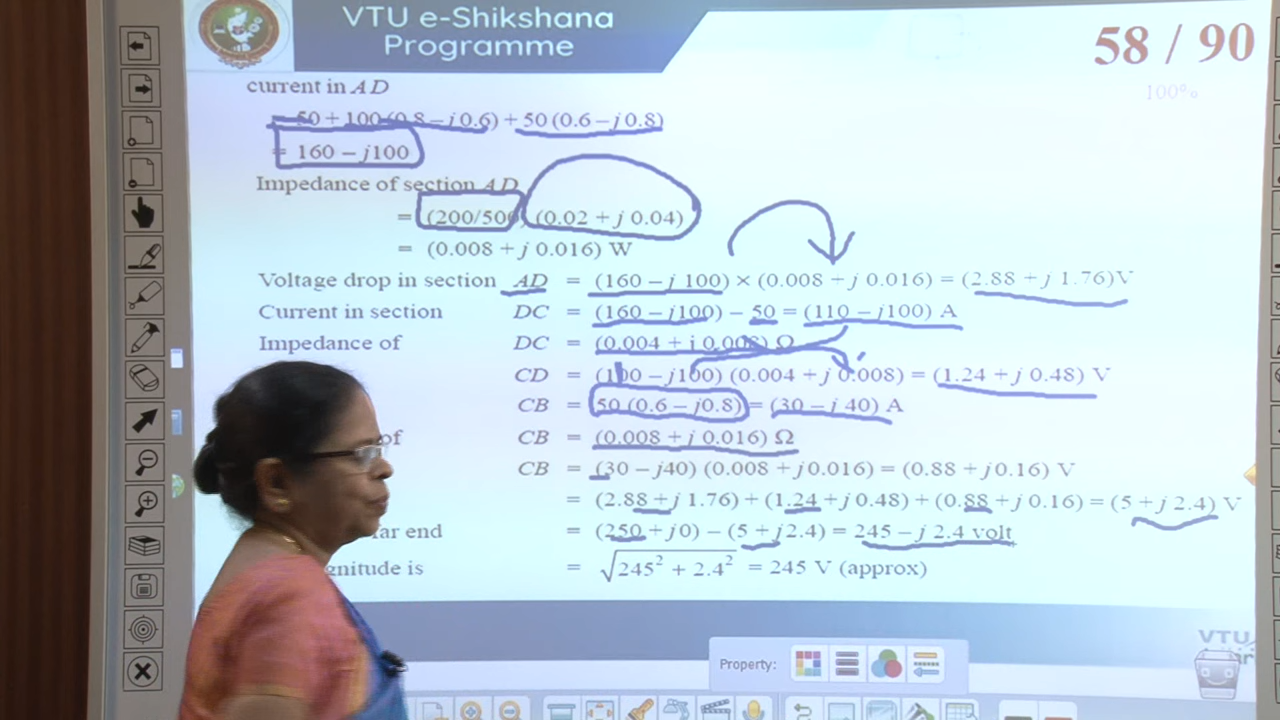 VTU e-Shikshana
Programme
58 / 90
100%
current in AD
= 50 + 100 (0.8 – j 0.6) + 50 (0.6 – j 0.8)
= 160 – j100
Impedance of section AD
= (200/500) (0.02 + j 0.04)
= (0.008 + j 0.016) W
Voltage drop in section AD = (160 – j 100) × (0.008 + j 0.016) = (2.88 + j 1.76)V
Current in section DC = (160 – j100) – 50 = (110 – j100) A
Impedance of DC = (0.004 + j 0.008) Ω
CD = (100 – j100) (0.004 + j 0.008) = (1.24 + j 0.48) V
CB = 50 (0.6 – j0.8) = (30 – j 40) A
of CB = (0.008 + j 0.016) Ω
CB = (30 – j40) (0.008 + j0.016) = (0.88 + j0.16) V
= (2.88 + j 1.76) + (1.24 + j 0.48) + (0.88 + j 0.16) = (5 + j 2.4) V
far end = (250 + j0) – (5 + j2.4) = 245 – j 2.4 volt
gnitude is = √245² + 2.4² = 245 V (approx)
VTU
Property: